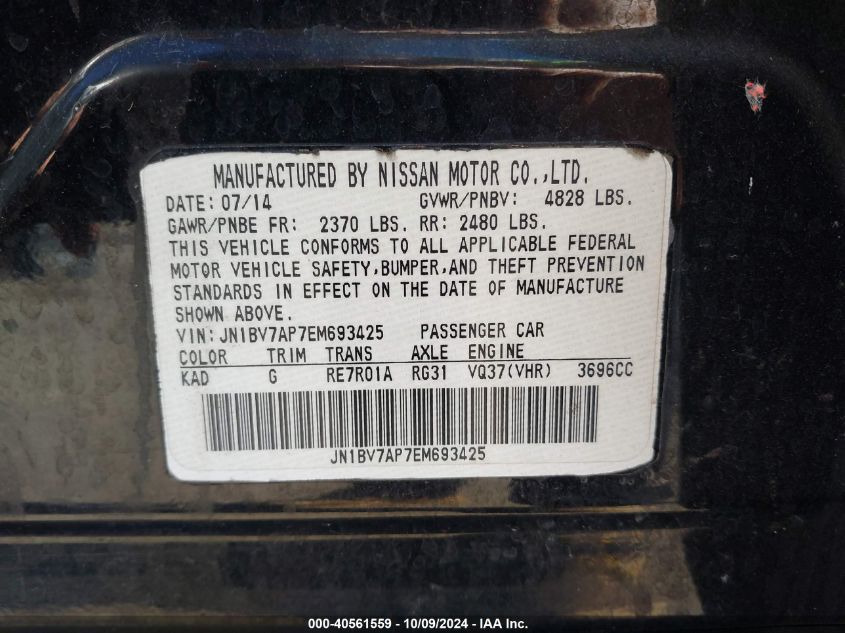 MANUFACTURED BY NISSAN MOTOR CO.,LTD.
DATE: 07/14 GVWR/PNBV: 4828 LBS.
GAWR/PNBE FR: 2370 LBS. RR: 2480 LBS.
THIS VEHICLE CONFORMS TO ALL APPLICABLE FEDERAL
MOTOR VEHICLE SAFETY,BUMPER,AND THEFT PREVENTION
STANDARDS IN EFFECT ON THE DATE OF MANUFACTURE
SHOWN ABOVE.
VIN:JN1BV7AP7EM693425 PASSENGER CAR
COLOR TRIM TRANS AXLE ENGINE
KAD G RE7R01A RG31 VQ37(VHR) 3696CC
JN1BV7AP7EM693425
000-40561559 - 10/09/2024 - IAA Inc.